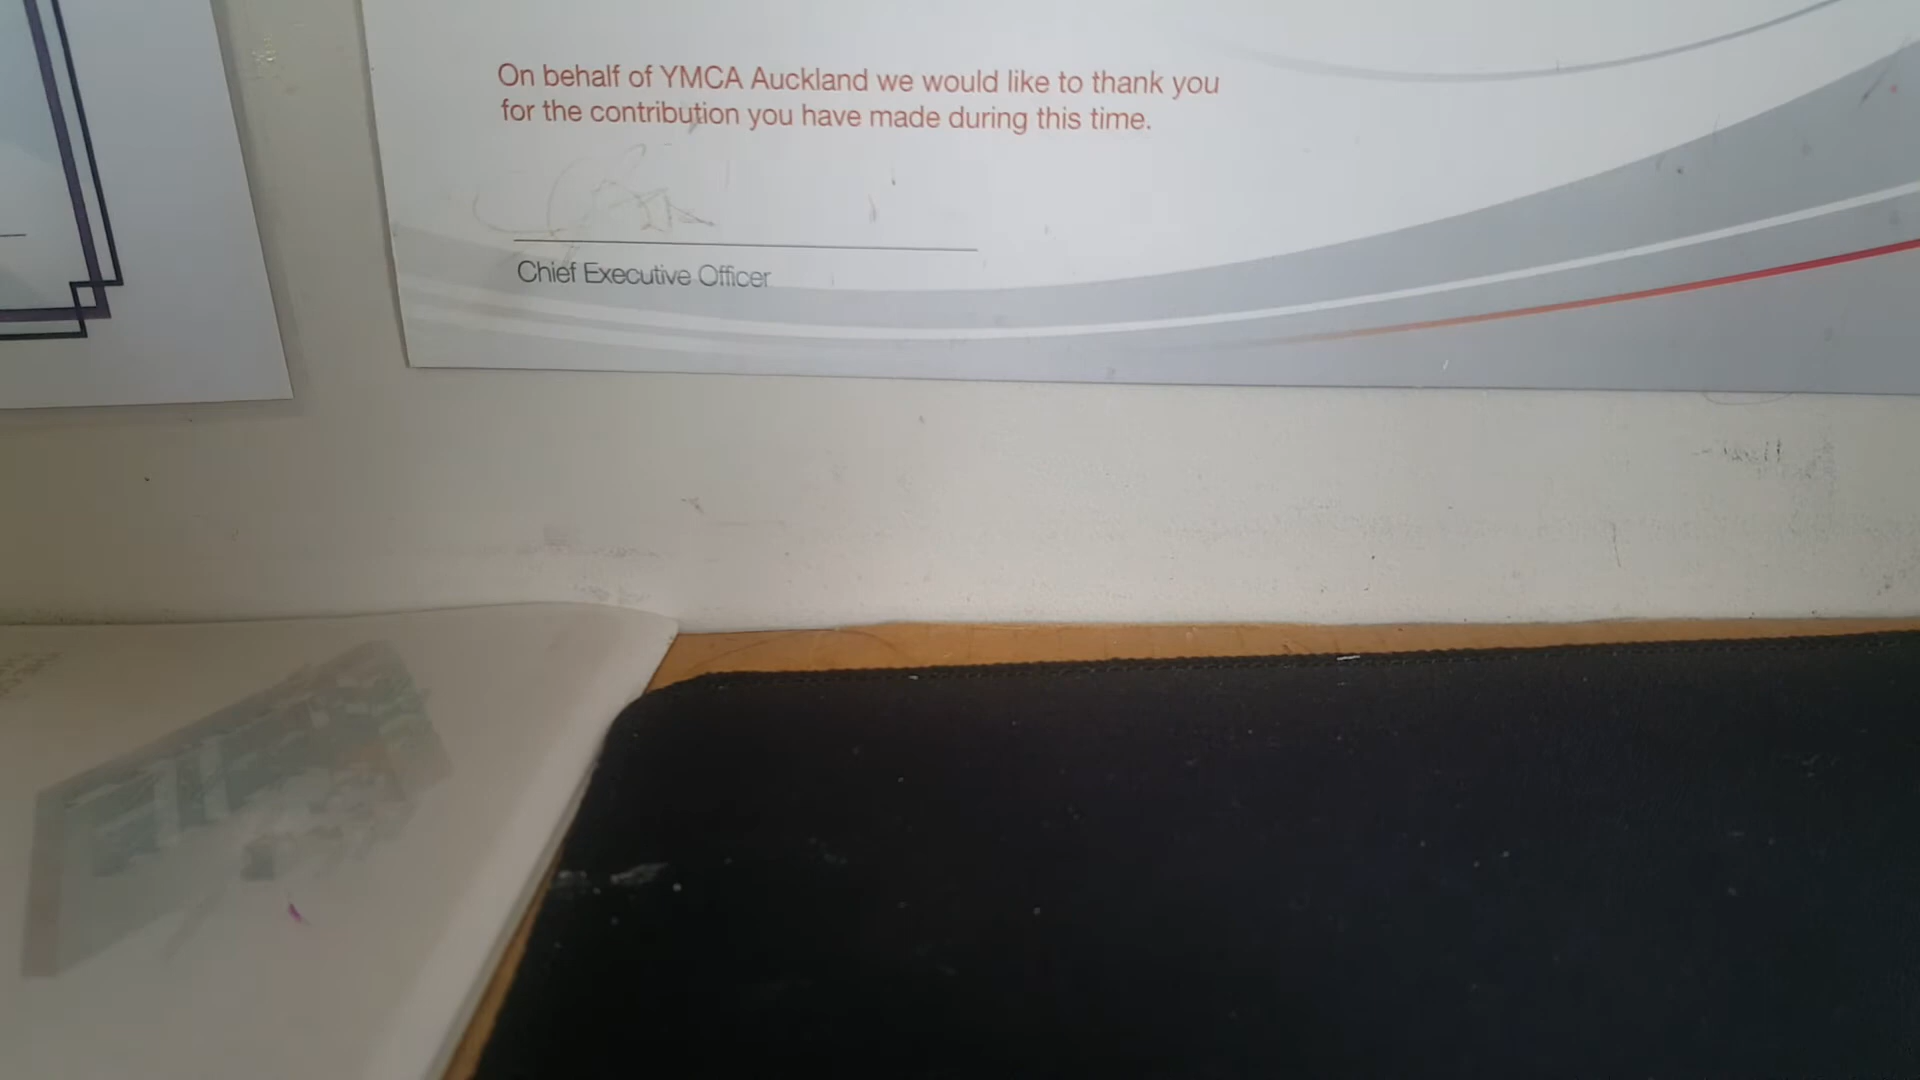 On behalf of YMCA Auckland we would like to thank you
for the contribution you have made during this time.
Chief Executive Officer